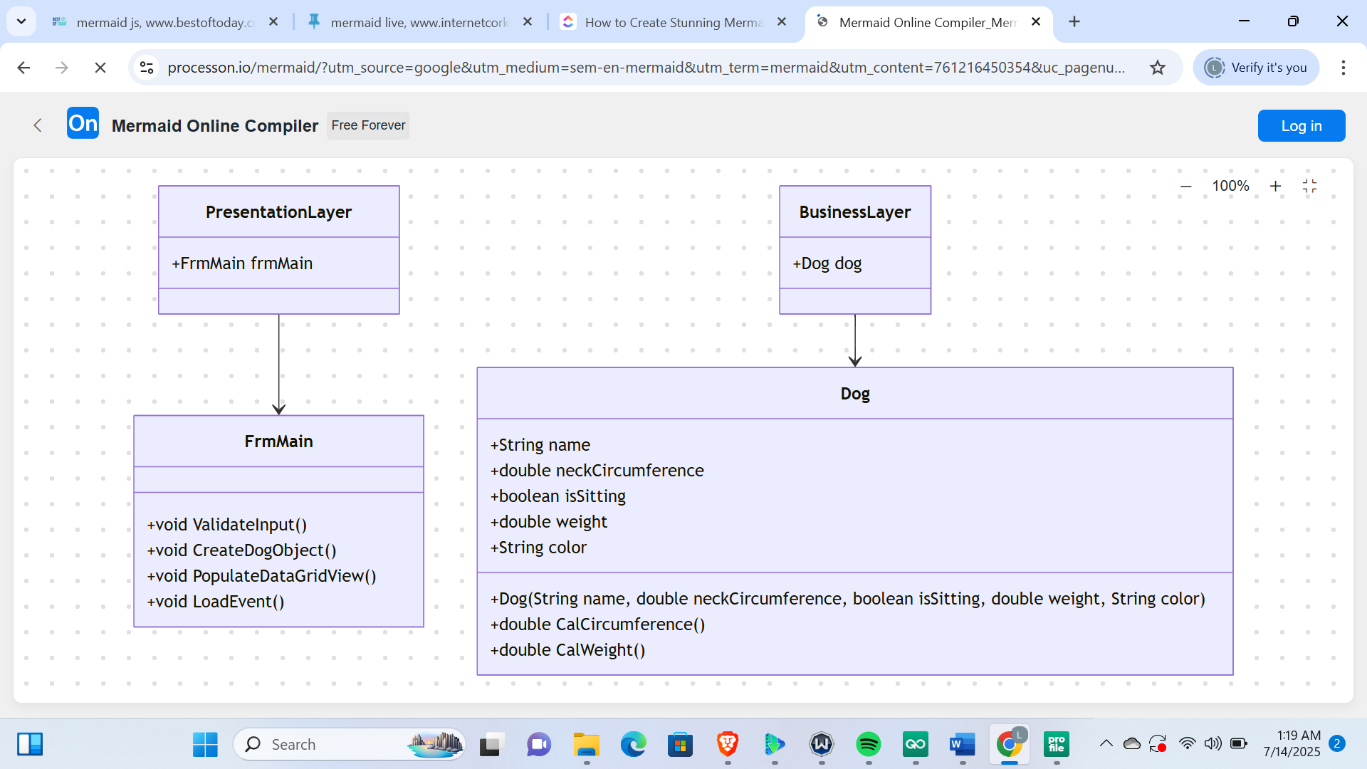 mermaid js, www.bestoftoday.c
mermaid live, www.internetcork
How to Create Stunning Merma
Mermaid Online Compiler_Mer
processon.io/mermaid/?utm_source=google&utm_medium=sem-en-mermaid&utm_term=mermaid&utm_content=761216450354&uc_pagenu...
L
Verify it's you
On
Mermaid Online Compiler
Free Forever
Log in
100%
PresentationLayer
+FrmMain frmMain
BusinessLayer
+Dog dog
FrmMain
+void ValidateInput()
+void CreateDogObject()
+void PopulateDataGridView()
+void LoadEvent()
Dog
+String name
+double neckCircumference
+boolean isSitting
+double weight
+String color
+Dog(String name, double neckCircumference, boolean isSitting, double weight, String color)
+double CalCircumference()
+double CalWeight()
Search
W
GO
W
L
pro
file
1:19 AM
7/14/2025
2